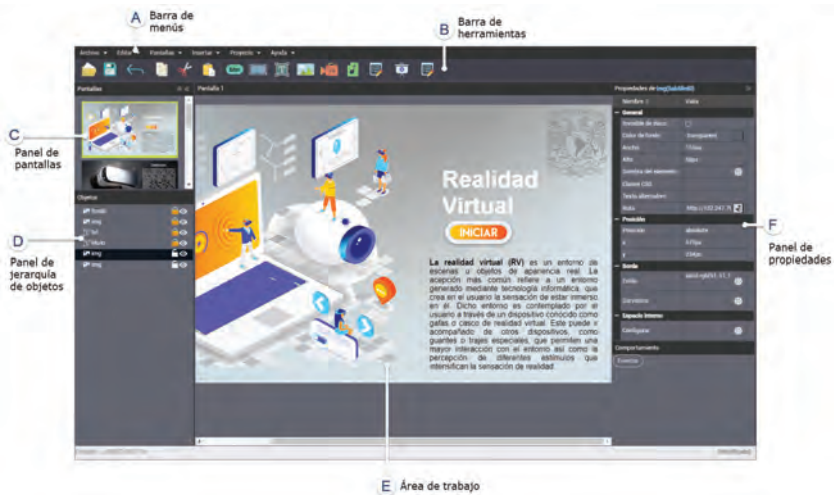 A Barra de
menús
B Barra de
herramientas
Archivo Editar Pantallas Insertar Proyecto Ayuda
Pantallas
Pantalla 1
Propiedades de
Nombre
Valor
General
Color de fondo
transparent
Ancho
Alto
Sombra del elemento
Clases CSS
Texto alternativo
Ruta
Posición
Posición
absolute
x
y
Borde
Estilo
Espacio interno
Configurar
Comportamiento
Eventos
C
Panel de
pantallas
Objetos
fondo
img
txt
título
img
img
D
Panel de
jerarquía
de objetos
Realidad
Virtual
INICIAR
La realidad virtual (RV) es un entorno de
escenas u objetos de apariencia real. La
acepción más común refiere a un entorno
generado mediante tecnología informática, que
crea en el usuario la sensación de estar inmerso
en él. Dicho entorno es contemplado por el
usuario a través de un dispositivo conocido como
gafas o casco de realidad virtual. Este puede ir
acompañado de otros dispositivos, como
guantes o trajes especiales, que permiten una
mayor interacción con el entorno así como la
percepción de diferentes estímulos que
intensifican la sensación de realidad.
F
Panel de
propiedades
E Área de trabajo